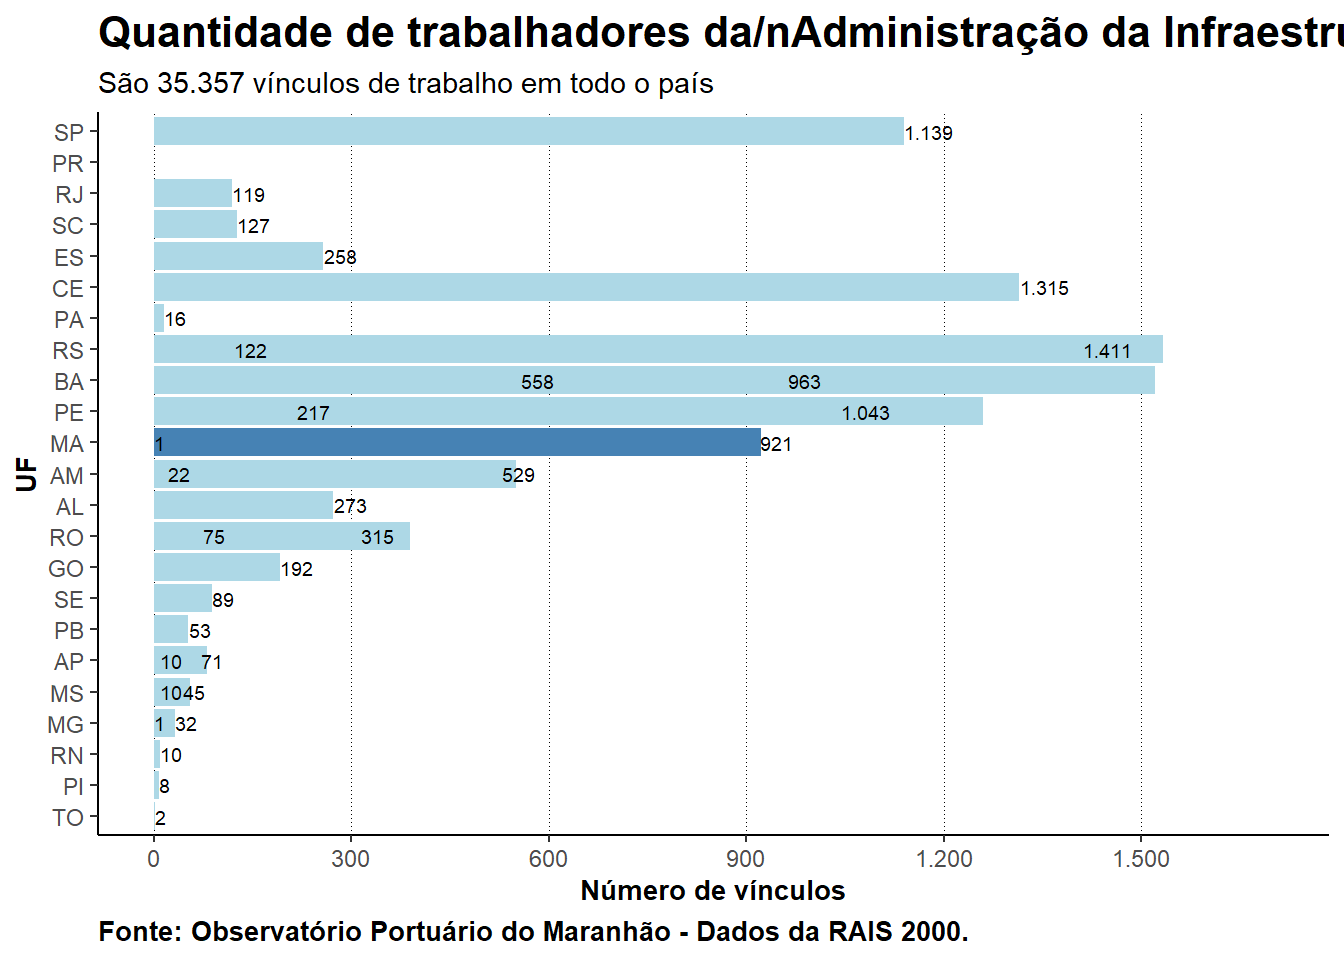 Quantidade de trabalhadores da/nAdministração da Infraestru
São 35.357 vínculos de trabalho em todo o país
SP 1.139
PR
RJ 119
SC 127
ES 258
CE 1.315
PA 16
RS 122 1.411
BA 558 963
PE 217 1.043
MA 1 921
AM 22 529
AL 273
RO 75 315
GO 192
SE 89
PB 53
AP 10 71
MS 10 45
MG 1 32
RN 10
PI 8
TO 2
UF
0 300 600 900 1.200 1.500
Número de vínculos
Fonte: Observatório Portuário do Maranhão - Dados da RAIS 2000.